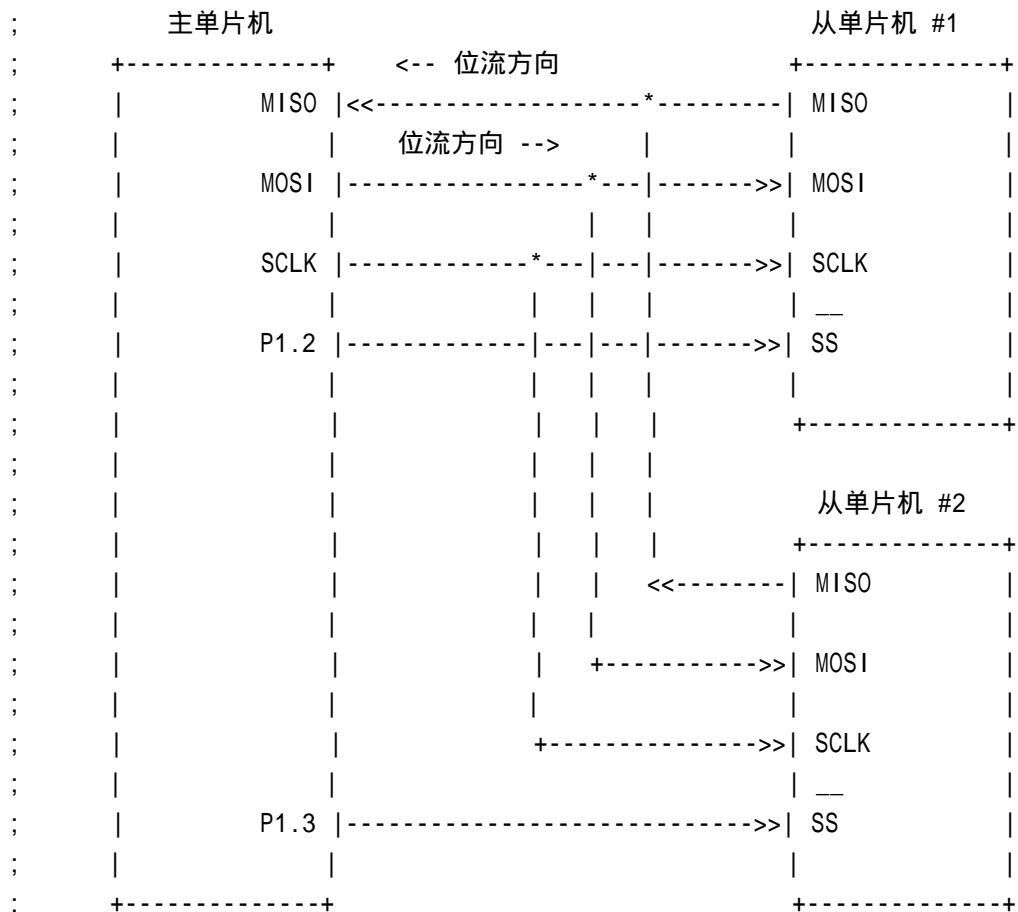 ;          主单片机                                      从单片机 #1
;      +--------------+    <-- 位流方向                +--------------+
;      |         MISO |<<--------------------*---------| MISO         |
;      |              |    位流方向 -->      |         |              |
;      |         MOSI |-----------------*---|------->>| MOSI         |
;      |              |                 |   |         |              |
;      |         SCLK |-------------*---|---|------->>| SCLK         |
;      |              |             |   |   |         | __           |
;      |         P1.2 |-------------|---|---|------->>| SS           |
;      |              |             |   |   |         |              |
;      |              |             |   |   |         +--------------+
;      |              |             |   |   |
;      |              |             |   |   |           从单片机 #2
;      |              |             |   |   |         +--------------+
;      |              |             |   |   <<--------| MISO         |
;      |              |             |   |             |              |
;      |              |             |   +----------->>| MOSI         |
;      |              |             |                 |              |
;      |              |             +--------------->>| SCLK         |
;      |              |                               | __           |
;      |         P1.3 |----------------------------->>| SS           |
;      |              |                               |              |
;      +--------------+                               +--------------+